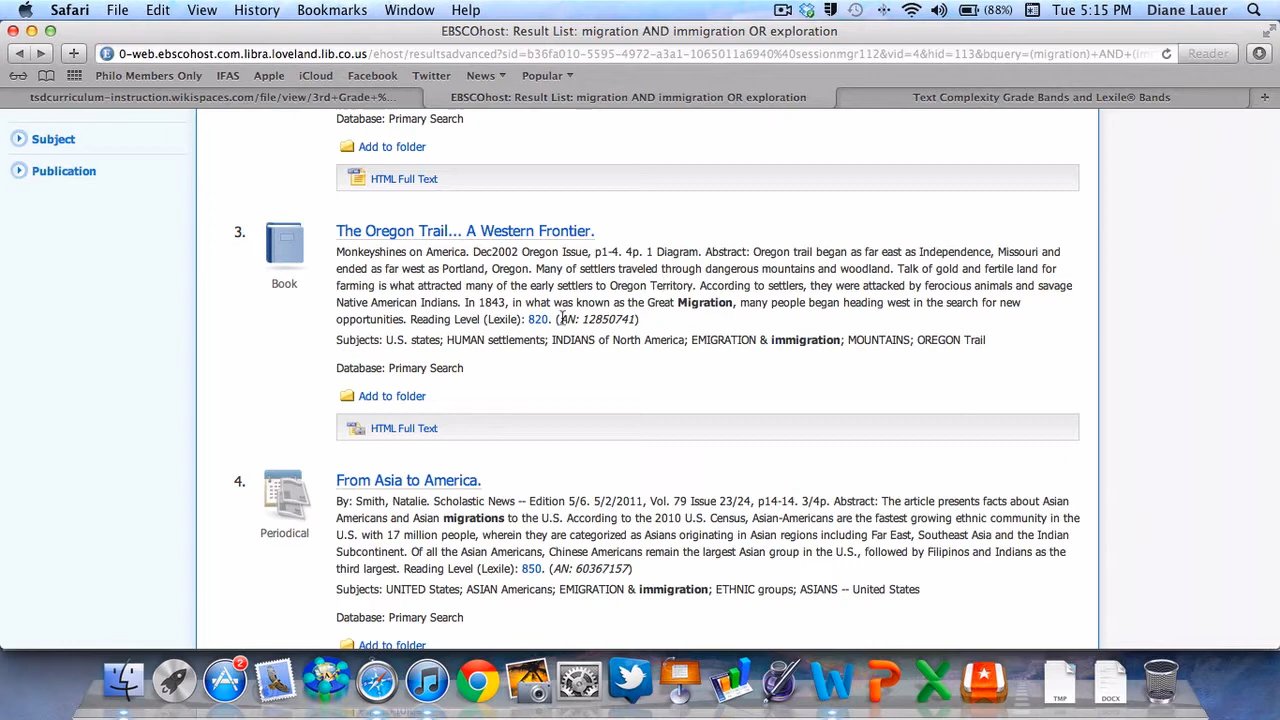 Safari File Edit View History Bookmarks Window Help (88%) Tue 5:15 PM Diane Lauer
EBSCOhost: Result List: migration AND immigration OR exploration
0-web.ebscohost.com.libra.loveland.lib.co.us/ehost/resultsadvanced?sid=b36fa010-5595-4972-a3a1-1065011a6940%40sessionmgr112&vid=4&hid=113&bquery=(migration)+AND+(im Reader
Philo Members Only IFAS Apple iCloud Facebook Twitter News Popular
tsdcurriculum-instruction.wikispaces.com/file/view/3rd+Grade+%... EBSCOhost: Result List: migration AND immigration OR exploration Text Complexity Grade Bands and Lexile® Bands
Subject
Publication
Database: Primary Search
Add to folder
HTML Full Text
3. The Oregon Trail... A Western Frontier.
Book
Monkeyshines on America. Dec2002 Oregon Issue, p1-4. 4p. 1 Diagram. Abstract: Oregon trail began as far east as Independence, Missouri and
ended as far west as Portland, Oregon. Many of settlers traveled through dangerous mountains and woodland. Talk of gold and fertile land for
farming is what attracted many of the early settlers to Oregon Territory. According to settlers, they were attacked by ferocious animals and savage
Native American Indians. In 1843, in what was known as the Great Migration, many people began heading west in the search for new
opportunities. Reading Level (Lexile): 820. (AN: 12850741)
Subjects: U.S. states; HUMAN settlements; INDIANS of North America; EMIGRATION & immigration; MOUNTAINS; OREGON Trail
Database: Primary Search
Add to folder
HTML Full Text
4. From Asia to America.
Periodical
By: Smith, Natalie. Scholastic News -- Edition 5/6. 5/2/2011, Vol. 79 Issue 23/24, p14-14. 3/4p. Abstract: The article presents facts about Asian
Americans and Asian migrations to the U.S. According to the 2010 U.S. Census, Asian-Americans are the fastest growing ethnic community in the
U.S. with 17 million people, wherein they are categorized as Asians originating in Asian regions including Far East, Southeast Asia and the Indian
Subcontinent. Of all the Asian Americans, Chinese Americans remain the largest Asian group in the U.S., followed by Filipinos and Indians as the
third largest. Reading Level (Lexile): 850. (AN: 60367157)
Subjects: UNITED States; ASIAN Americans; EMIGRATION & immigration; ETHNIC groups; ASIANS -- United States
Database: Primary Search
Add to folder
2
TMP DOCX